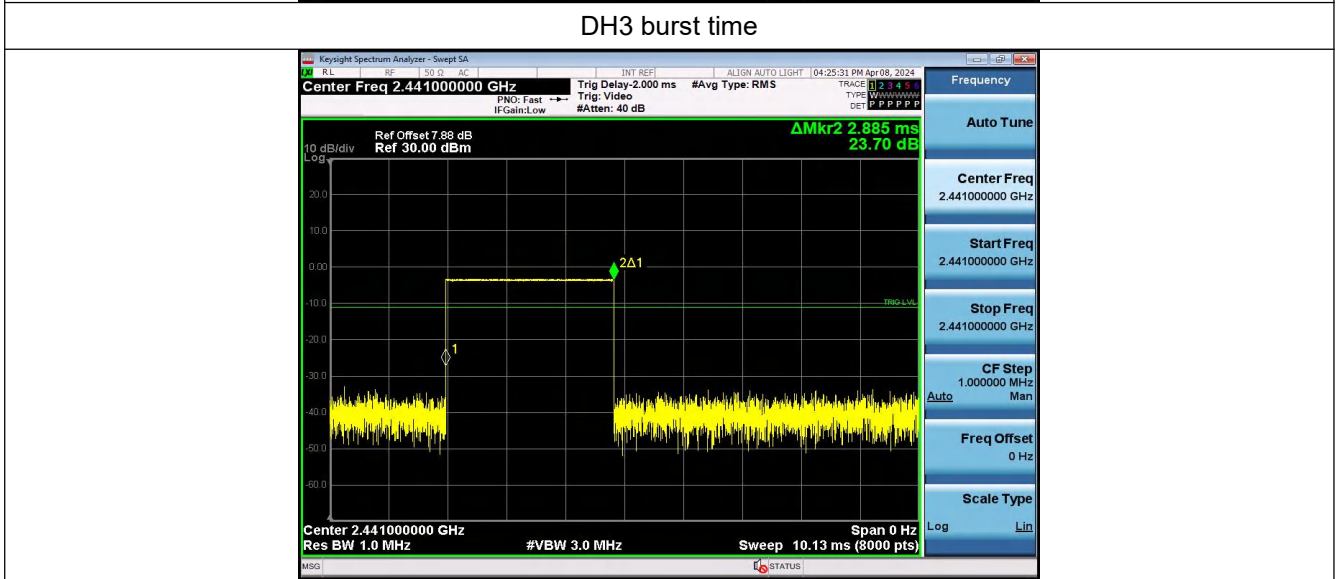 DH3 burst time
Keysight Spectrum Analyzer - Swept SA
LXI RL RF 50 Ω AC INT REF ALIGN AUTO LIGHT 04:25:31 PM Apr 08, 2024
Center Freq 2.441000000 GHz
PNO: Fast
IFGain:Low
Trig Delay-2.000 ms
Trig: Video
#Atten: 40 dB
#Avg Type: RMS
TRACE 1 2 3 4 5 6
TYPE WWWWWW
DET P P P P P P
Frequency
Ref Offset 7.88 dB
10 dB/div Ref 30.00 dBm
Log
ΔMkr2 2.885 ms
23.70 dB
20.0
10.0
0.00
-10.0
-20.0
-30.0
-40.0
-50.0
-60.0
2Δ1
TRIG LVL
1
Center 2.441000000 GHz
Span 0 Hz
Res BW 1.0 MHz
#VBW 3.0 MHz
Sweep 10.13 ms (8000 pts)
MSG
STATUS
Auto Tune
Center Freq
2.441000000 GHz
Start Freq
2.441000000 GHz
Stop Freq
2.441000000 GHz
CF Step
1.000000 MHz
Auto Man
Freq Offset
0 Hz
Scale Type
Log Lin